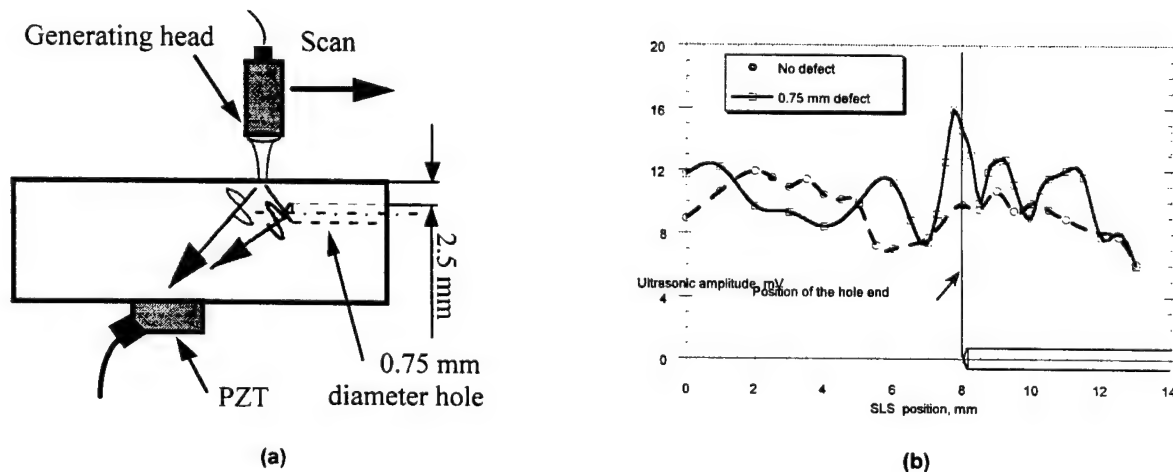 Generating head
Scan
2.5 mm
0.75 mm
diameter hole
PZT
(a)
20
16
12
8
4
0
No defect
0.75 mm defect
Ultrasonic amplitude, mV
Position of the hole end
0 2 4 6 8 10 12 14
SLS position, mm
(b)